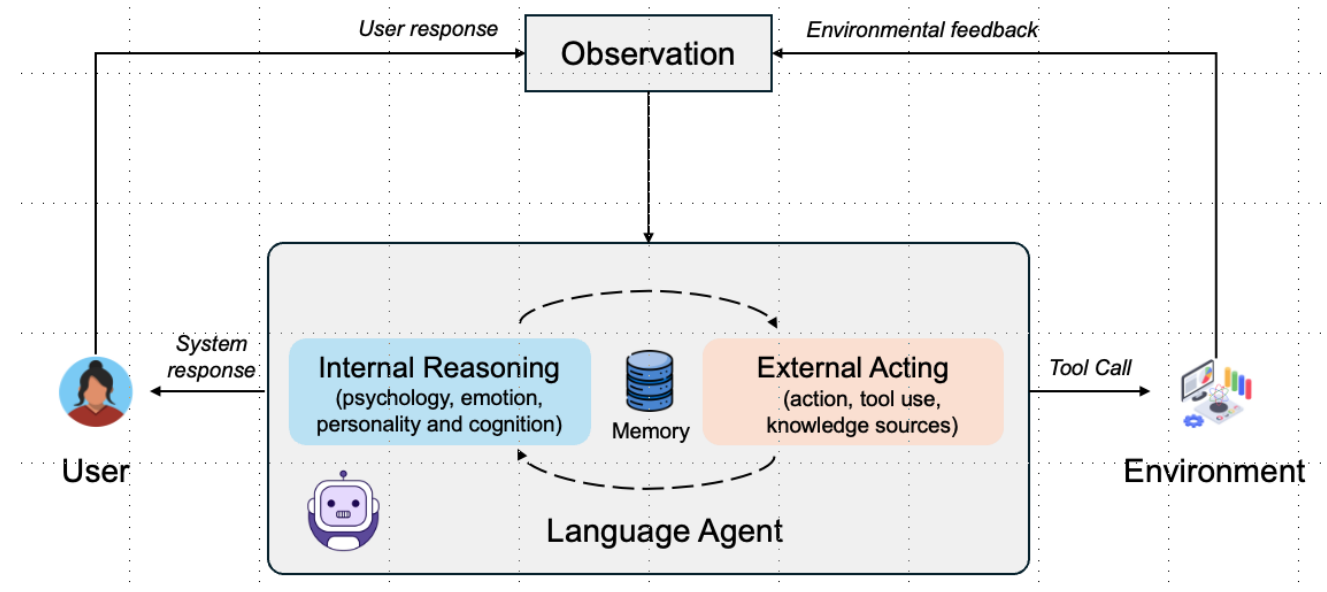 User response
Observation
Environmental feedback
System
response
Internal Reasoning
(psychology, emotion,
personality and cognition)
Memory
External Acting
(action, tool use,
knowledge sources)
Tool Call
User
Environment
Language Agent